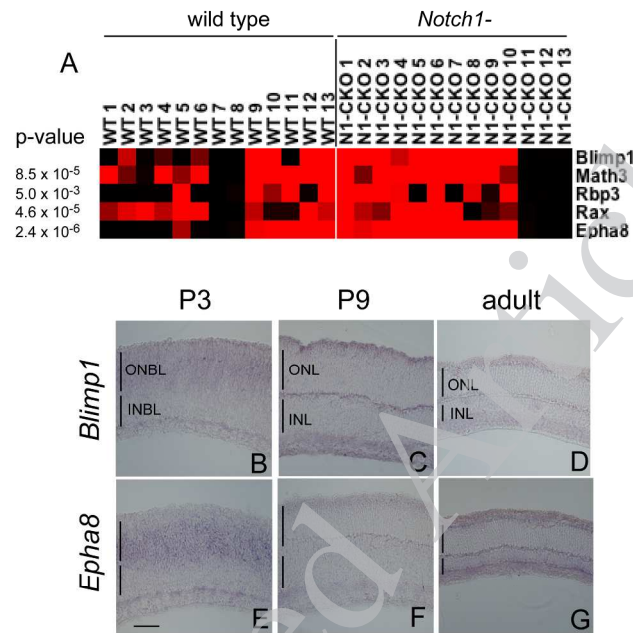 wild type Notch1-
A
WT 1 WT 2 WT 3 WT 4 WT 5 WT 6 WT 7 WT 8 WT 9 WT 10 WT 11 WT 12 WT 13 N1-CKO 1 N1-CKO 2 N1-CKO 3 N1-CKO 4 N1-CKO 5 N1-CKO 6 N1-CKO 7 N1-CKO 8 N1-CKO 9 N1-CKO 10 N1-CKO 11 N1-CKO 12 N1-CKO 13
p-value
Blimp1
8.5 x 10-5 Math3
5.0 x 10-3 Rbp3
4.6 x 10-5 Rax
2.4 x 10-6 Epha8
P3 P9 adult
Blimp1
ONBL ONL ONL
INBL INL INL
B C D
Epha8
E F G